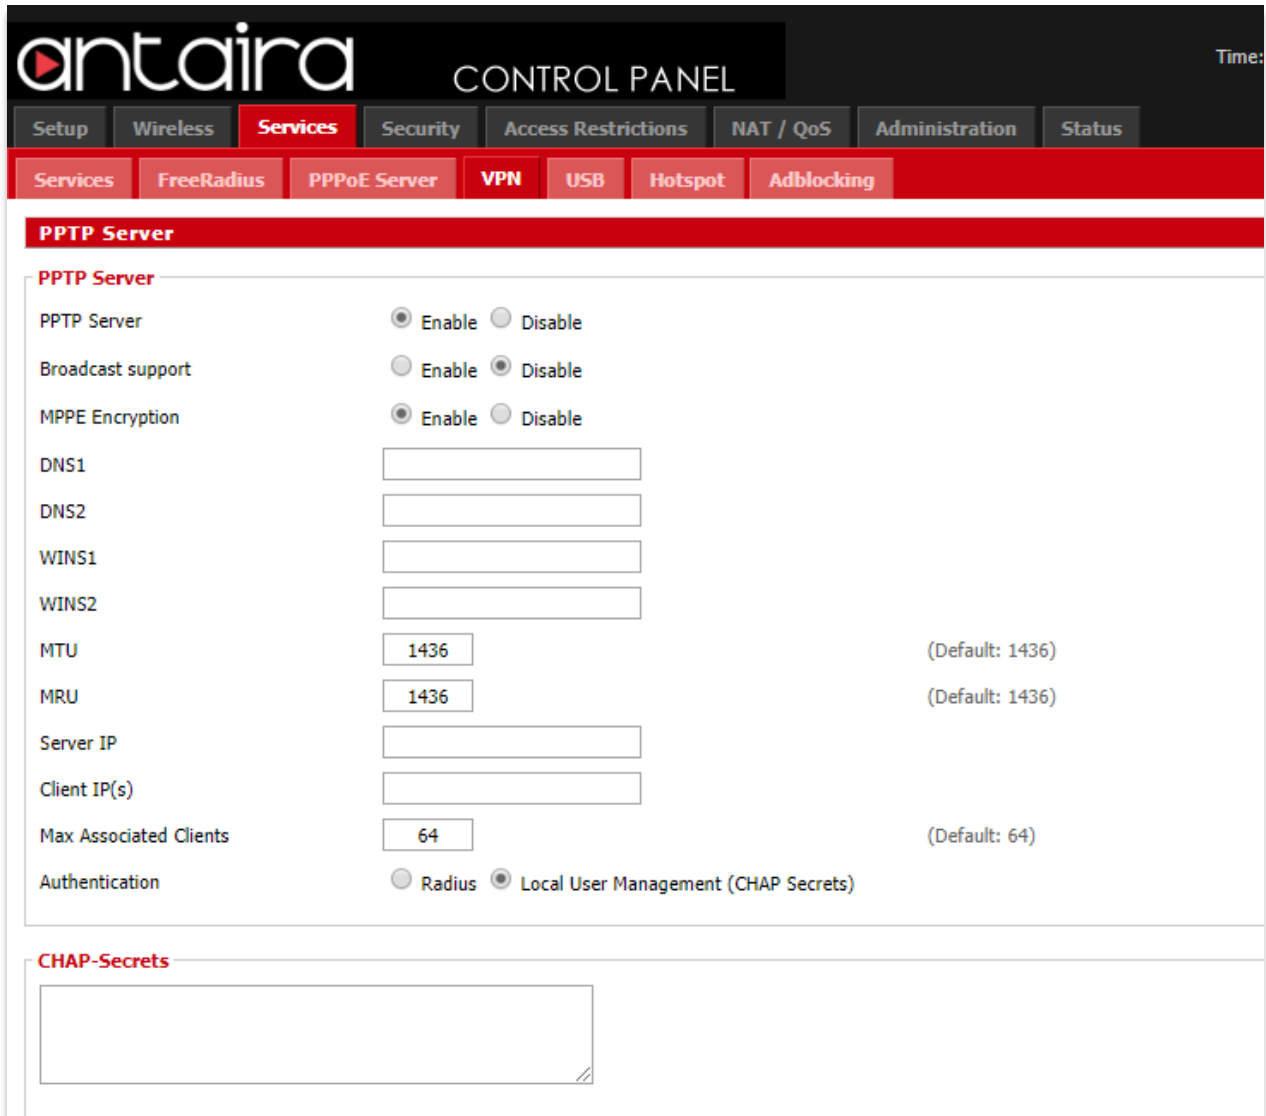 antaira CONTROL PANEL Time:
Setup Wireless Services Security Access Restrictions NAT / QoS Administration Status
Services FreeRadius PPPoE Server VPN USB Hotspot Adblocking
PPTP Server
PPTP Server
PPTP Server Enable Disable
Broadcast support Enable Disable
MPPE Encryption Enable Disable
DNS1
DNS2
WINS1
WINS2
MTU 1436 (Default: 1436)
MRU 1436 (Default: 1436)
Server IP
Client IP(s)
Max Associated Clients 64 (Default: 64)
Authentication Radius Local User Management (CHAP Secrets)
CHAP-Secrets